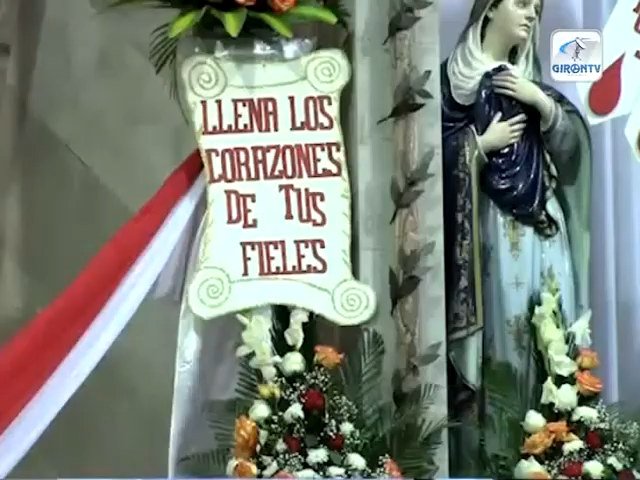 LLENA LOS
CORAZONES
DE TUS
FIELES
GIRONTV